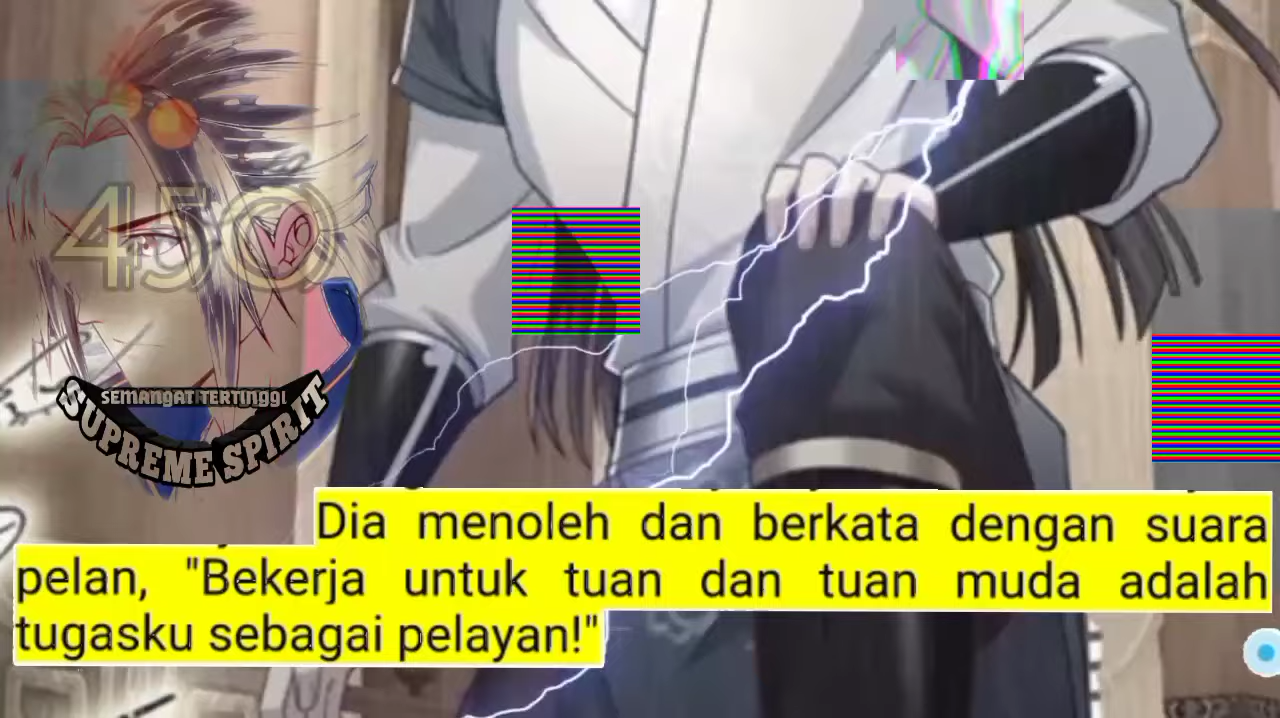 450
SEMANGAT TERTINGGI
SUPREME SPIRIT
Dia menoleh dan berkata dengan suara
pelan, "Bekerja untuk tuan dan tuan muda adalah
tugasku sebagai pelayan!"